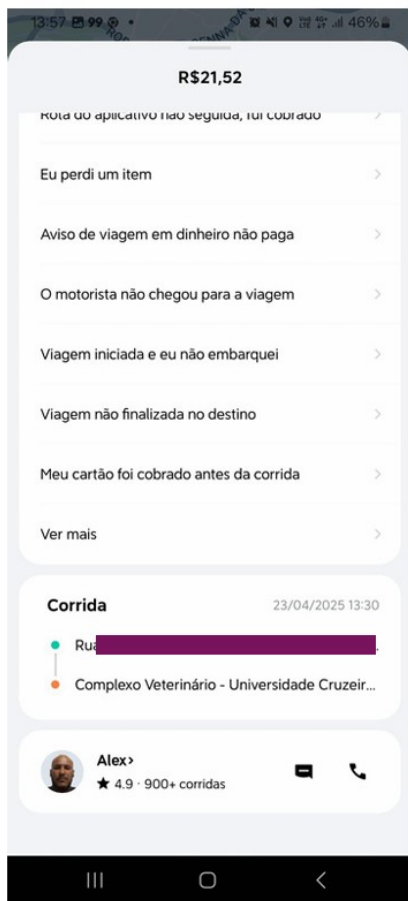 13:57 99
46%
R$21,52
Rota do aplicativo não seguida, fui cobrado
Eu perdi um item
Aviso de viagem em dinheiro não paga
O motorista não chegou para a viagem
Viagem iniciada e eu não embarquei
Viagem não finalizada no destino
Meu cartão foi cobrado antes da corrida
Ver mais
Corrida 23/04/2025 13:30
Rua
Complexo Veterinário - Universidade Cruzeir...
Alex>
★ 4.9 · 900+ corridas